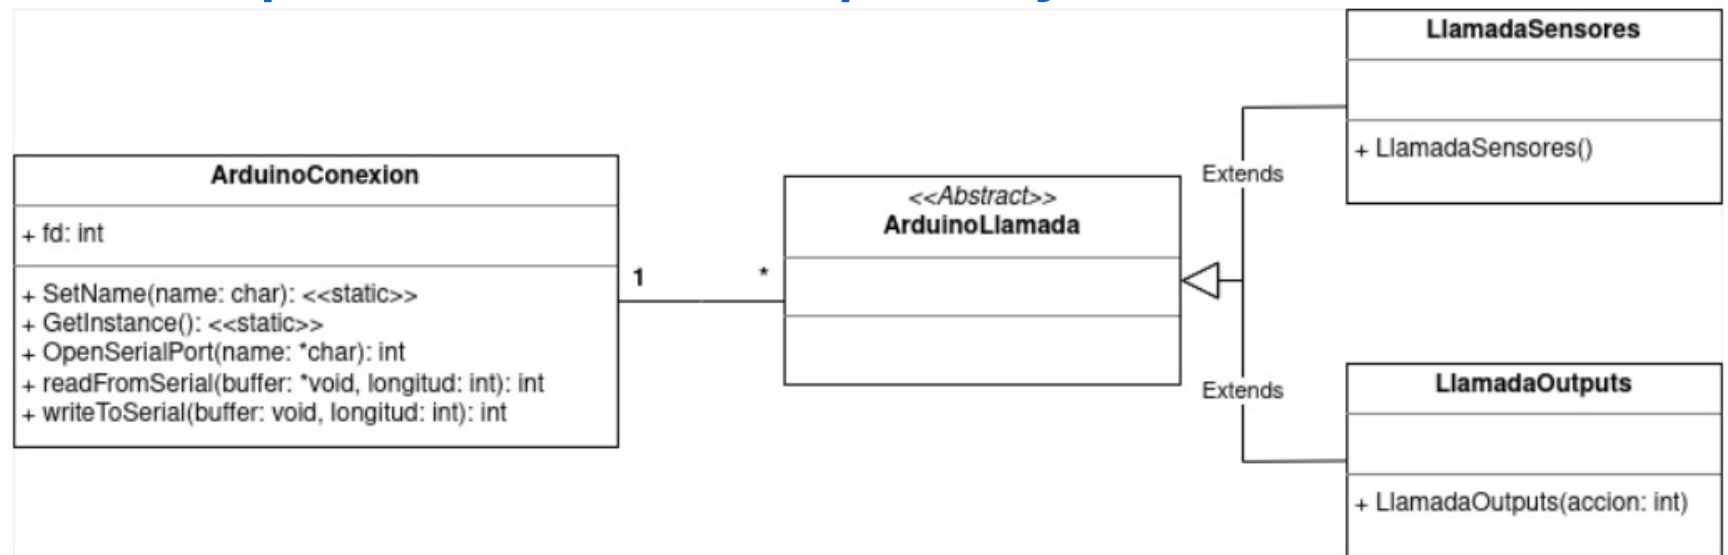 LlamadaSensores
+ LlamadaSensores()
Extends
ArduinoConexion
+ fd: int
+ SetName(name: char): <<static>>
+ GetInstance(): <<static>>
+ OpenSerialPort(name: *char): int
+ readFromSerial(buffer: *void, longitud: int): int
+ writeToSerial(buffer: void, longitud: int): int
1
*
<<Abstract>>
ArduinoLlamada
Extends
LlamadaOutputs
+ LlamadaOutputs(accion: int)